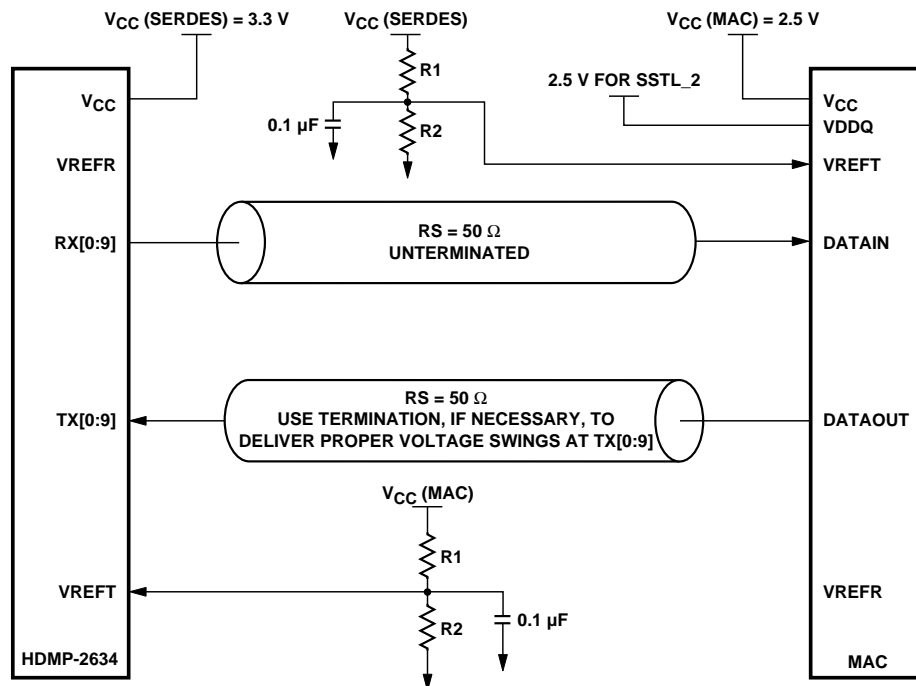 VCC (SERDES) = 3.3 V
VCC (SERDES)
VCC (MAC) = 2.5 V
R1
2.5 V FOR SSTL_2
VCC
0.1 µF
R2
VCC
VDDQ
VREFR
VREFT
RX[0:9]
RS = 50 Ω
UNTERMINATED
DATAIN
TX[0:9]
RS = 50 Ω
USE TERMINATION, IF NECESSARY, TO
DELIVER PROPER VOLTAGE SWINGS AT TX[0:9]
DATAOUT
VCC (MAC)
R1
VREFT
VREFR
R2
0.1 µF
HDMP-2634
MAC